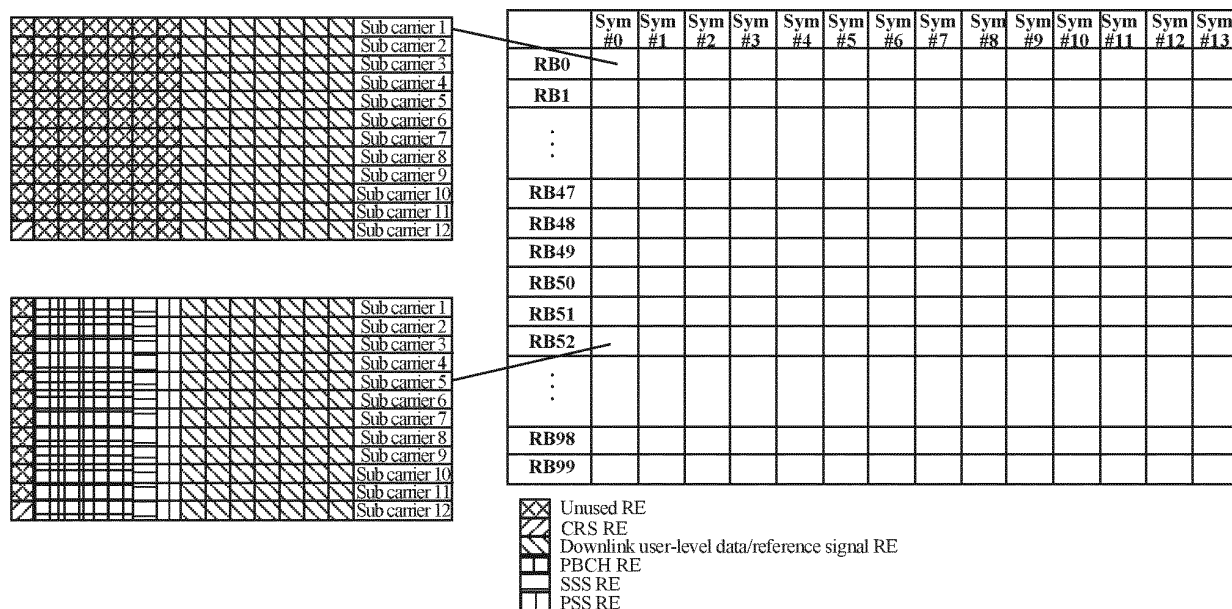 Sub carrier 1
Sub carrier 2
Sub carrier 3
Sub carrier 4
Sub carrier 5
Sub carrier 6
Sub carrier 7
Sub carrier 8
Sub carrier 9
Sub carrier 10
Sub carrier 11
Sub carrier 12
Sub carrier 1
Sub carrier 2
Sub carrier 3
Sub carrier 4
Sub carrier 5
Sub carrier 6
Sub carrier 7
Sub carrier 8
Sub carrier 9
Sub carrier 10
Sub carrier 11
Sub carrier 12
Sym Sym Sym Sym Sym Sym Sym Sym Sym Sym Sym Sym Sym Sym
#0 #1 #2 #3 #4 #5 #6 #7 #8 #9 #10 #11 #12 #13
RB0
RB1
⋮
RB47
RB48
RB49
RB50
RB51
RB52
⋮
RB98
RB99
Unused RE
CRS RE
Downlink user-level data/reference signal RE
PBCH RE
SSS RE
PSS RE